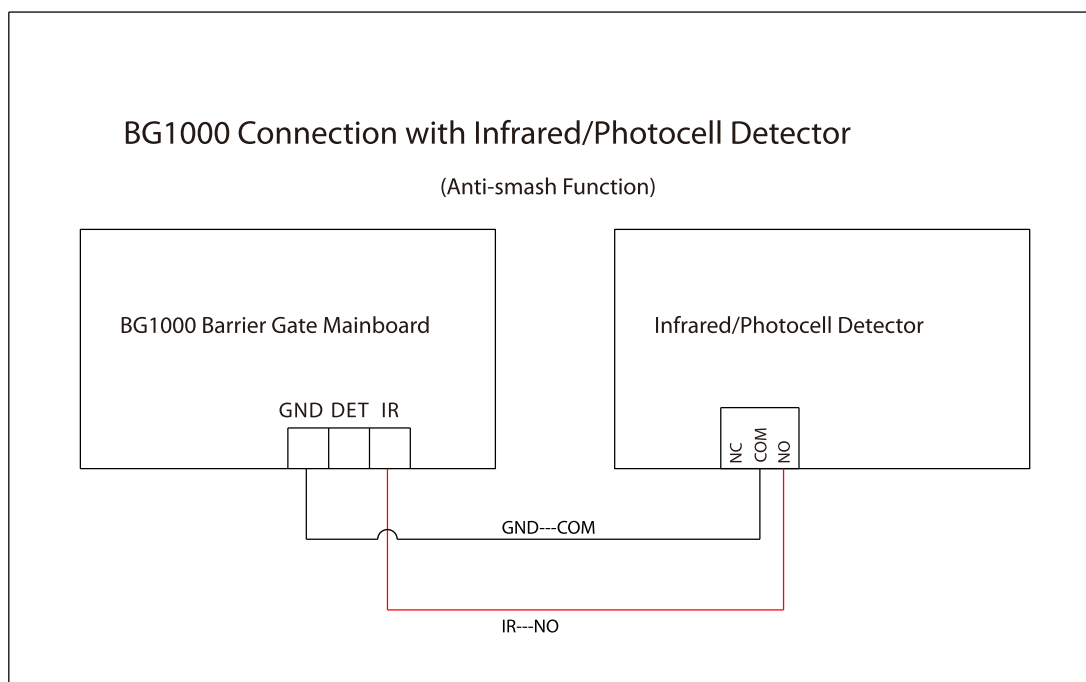 BG1000 Connection with Infrared/Photocell Detector
(Anti-smash Function)
BG1000 Barrier Gate Mainboard
Infrared/Photocell Detector
GND DET IR
NC
COM
NO
GND---COM
IR---NO